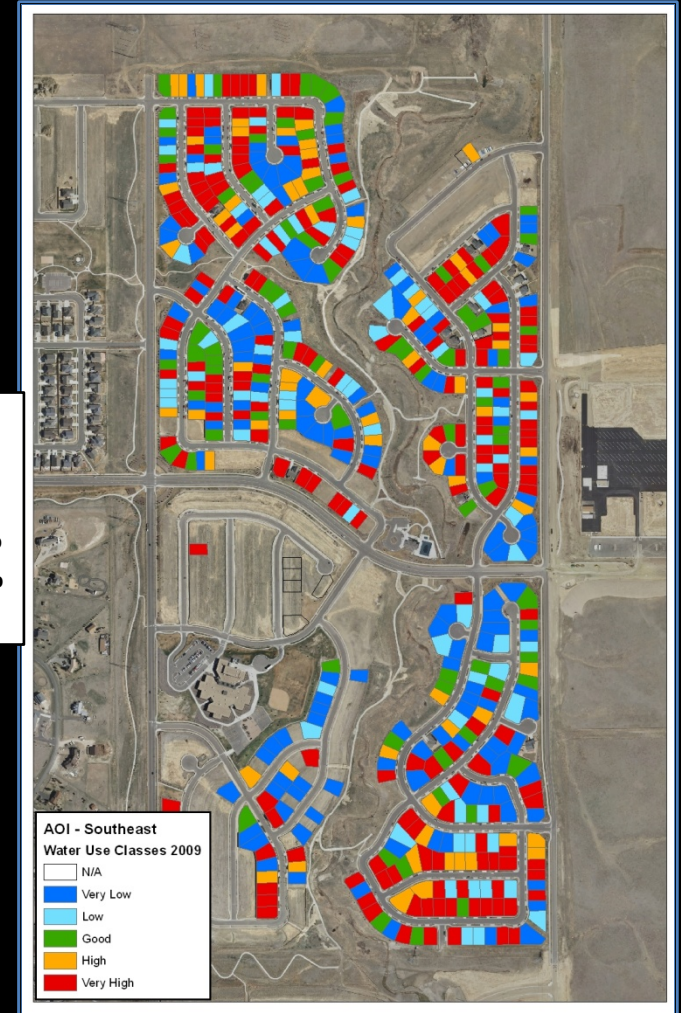 AOI - Southeast
Water Use Classes 2009
N/A
Very Low
Low
Good
High
Very High